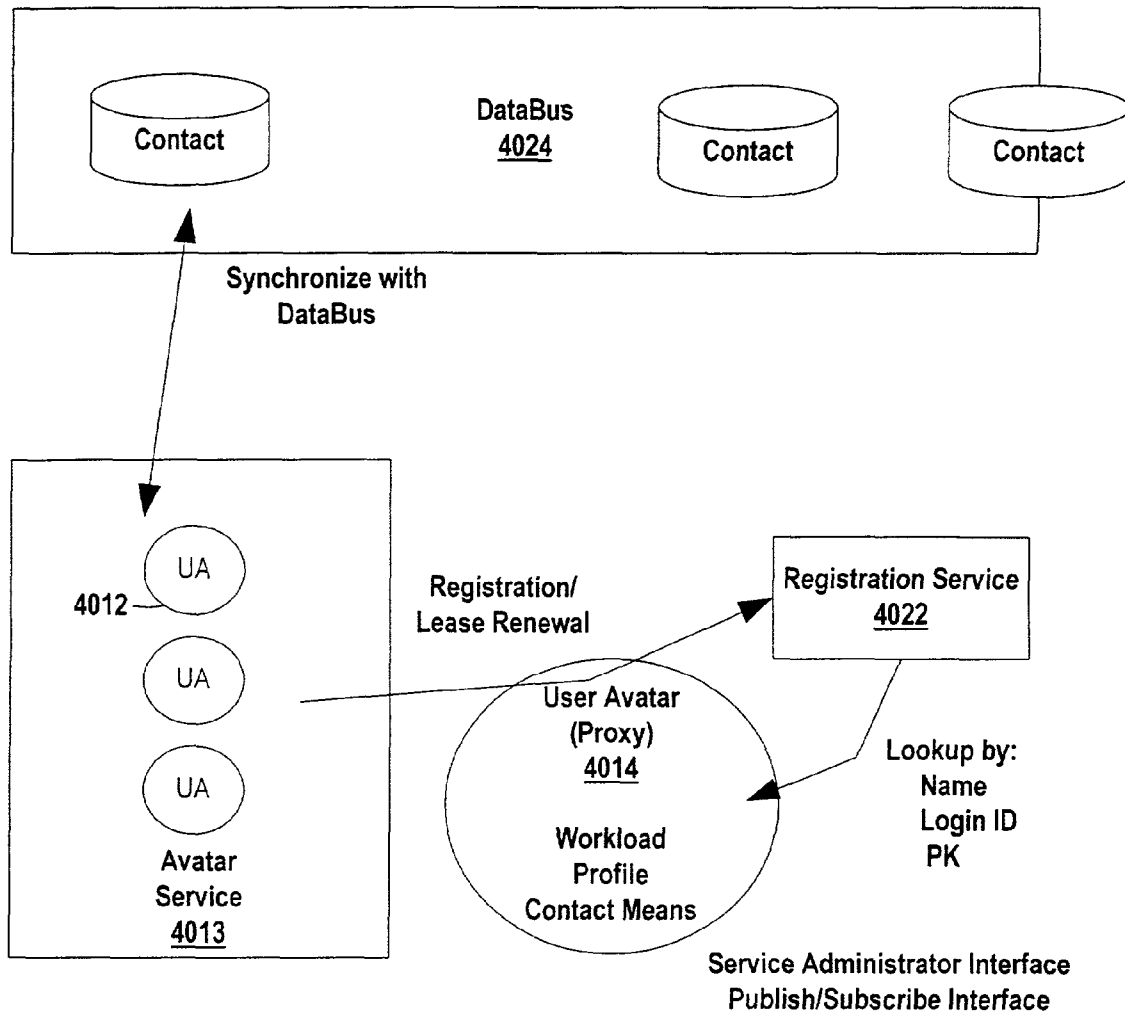 DataBus
4024
Contact
Contact
Contact
Synchronize with
DataBus
UA
4012
UA
UA
Avatar
Service
4013
Registration/
Lease Renewal
Registration Service
4022
User Avatar
(Proxy)
4014
Workload
Profile
Contact Means
Lookup by:
Name
Login ID
PK
Service Administrator Interface
Publish/Subscribe Interface